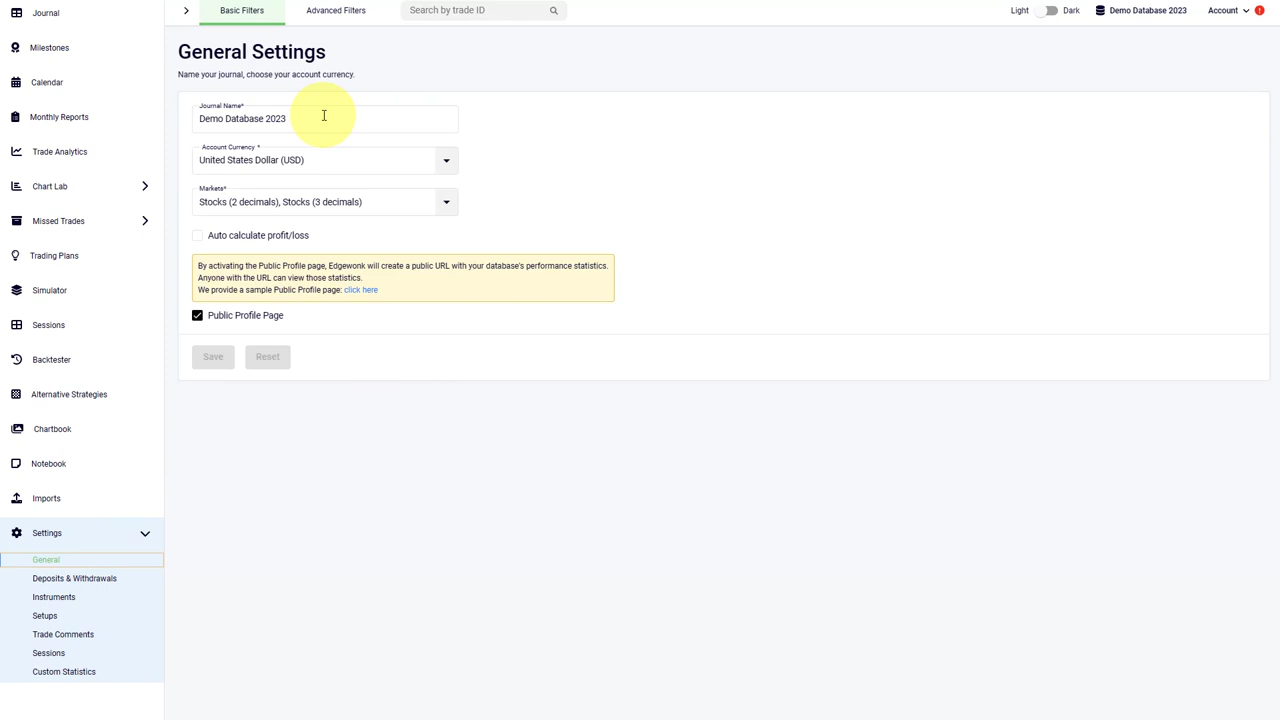 Journal
Milestones
Calendar
Monthly Reports
Trade Analytics
Chart Lab
Missed Trades
Trading Plans
Simulator
Sessions
Backtester
Alternative Strategies
Chartbook
Notebook
Imports
Settings
General
Deposits & Withdrawals
Instruments
Setups
Trade Comments
Sessions
Custom Statistics
Basic Filters Advanced Filters Search by trade ID Light Dark Demo Database 2023 Account
General Settings
Name your journal, choose your account currency.
Journal Name*
Demo Database 2023
Account Currency *
United States Dollar (USD)
Markets*
Stocks (2 decimals), Stocks (3 decimals)
Auto calculate profit/loss
By activating the Public Profile page, Edgewonk will create a public URL with your database's performance statistics.
Anyone with the URL can view those statistics.
We provide a sample Public Profile page: click here
Public Profile Page
Save Reset